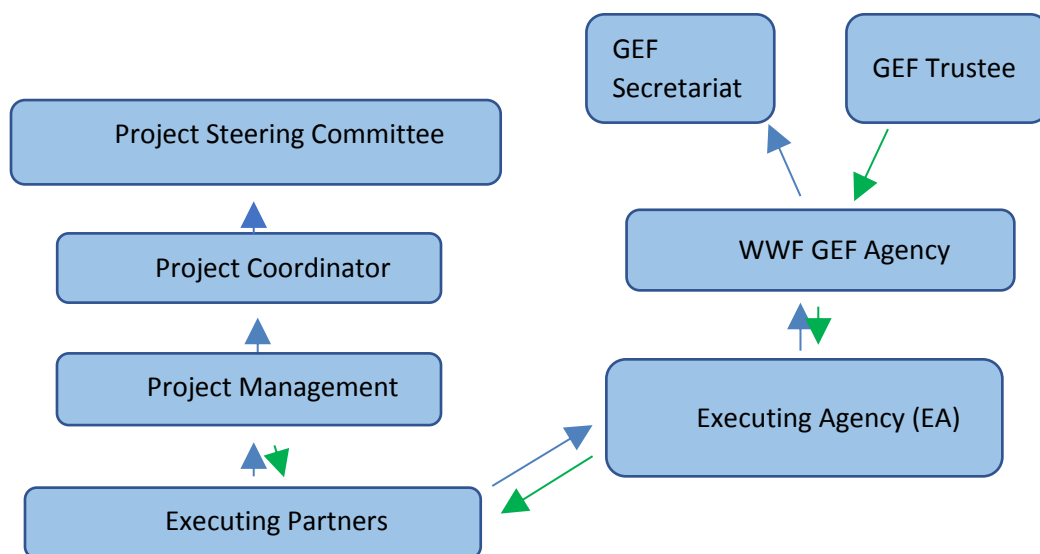 GEF
Secretariat
GEF Trustee
Project Steering Committee
WWF GEF Agency
Project Coordinator
Project Management
Executing Agency (EA)
Executing Partners